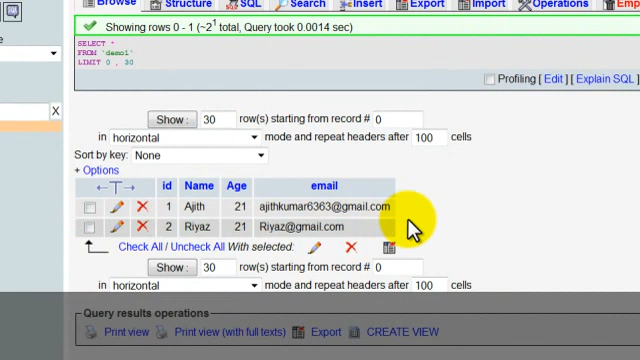 Browse Structure SQL Search Insert Export Import Operations
Showing rows 0 - 1 (~2¹ total, Query took 0.0014 sec)
SELECT *
FROM `demo1`
LIMIT 0 , 30
Profiling [ Edit ] [ Explain SQL ]
X
Show : 30 row(s) starting from record # 0
in horizontal mode and repeat headers after 100 cells
Sort by key: None
+ Options
←T→ id Name Age email
1 Ajith 21 ajithkumar6363@gmail.com
2 Riyaz 21 Riyaz@gmail.com
Check All / Uncheck All With selected:
Show : 30 row(s) starting from record # 0
in horizontal mode and repeat headers after 100 cells
Query results operations
Print view Print view (with full texts) Export CREATE VIEW